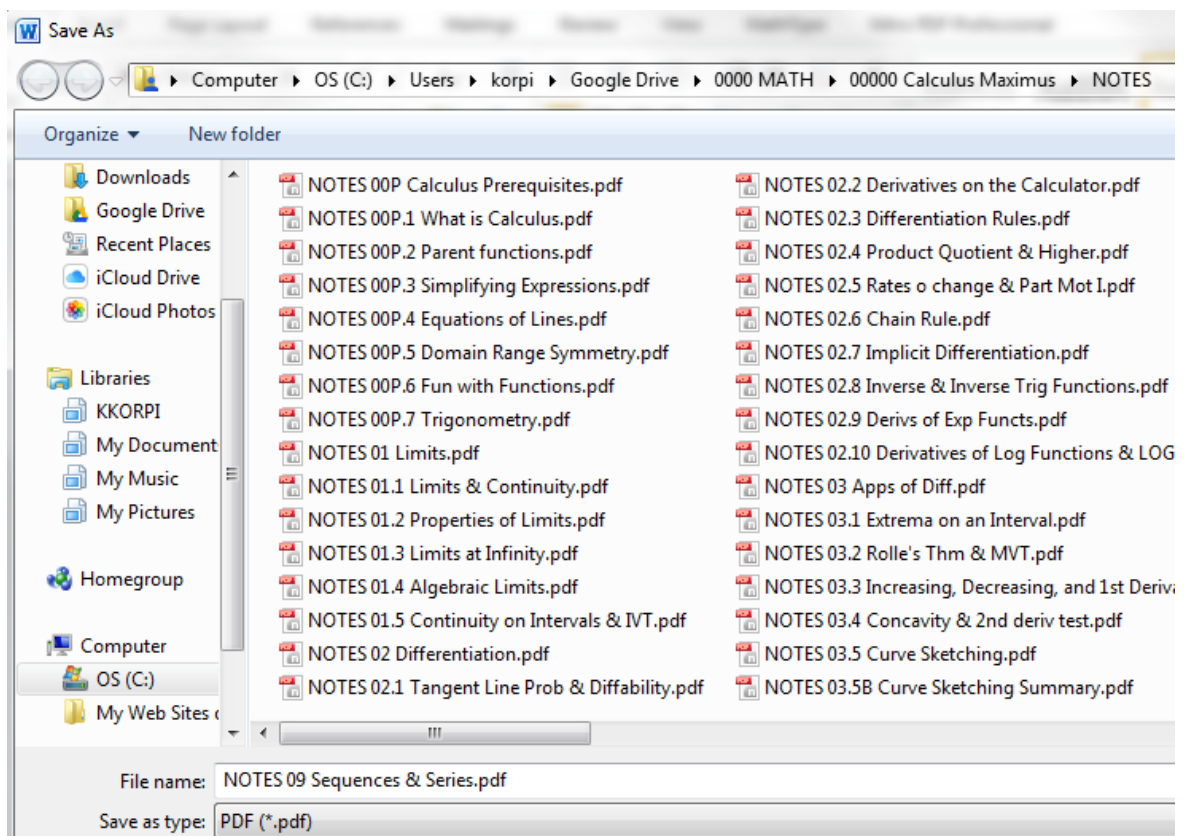 Save As
Computer ▸ OS (C:) ▸ Users ▸ korpi ▸ Google Drive ▸ 0000 MATH ▸ 00000 Calculus Maximus ▸ NOTES
Organize ▾ New folder
Downloads
Google Drive
Recent Places
iCloud Drive
iCloud Photos
Libraries
KKORPI
My Document
My Music
My Pictures
Homegroup
Computer
OS (C:)
My Web Sites
NOTES 00P Calculus Prerequisites.pdf
NOTES 00P.1 What is Calculus.pdf
NOTES 00P.2 Parent functions.pdf
NOTES 00P.3 Simplifying Expressions.pdf
NOTES 00P.4 Equations of Lines.pdf
NOTES 00P.5 Domain Range Symmetry.pdf
NOTES 00P.6 Fun with Functions.pdf
NOTES 00P.7 Trigonometry.pdf
NOTES 01 Limits.pdf
NOTES 01.1 Limits & Continuity.pdf
NOTES 01.2 Properties of Limits.pdf
NOTES 01.3 Limits at Infinity.pdf
NOTES 01.4 Algebraic Limits.pdf
NOTES 01.5 Continuity on Intervals & IVT.pdf
NOTES 02 Differentiation.pdf
NOTES 02.1 Tangent Line Prob & Diffability.pdf
NOTES 02.2 Derivatives on the Calculator.pdf
NOTES 02.3 Differentiation Rules.pdf
NOTES 02.4 Product Quotient & Higher.pdf
NOTES 02.5 Rates o change & Part Mot I.pdf
NOTES 02.6 Chain Rule.pdf
NOTES 02.7 Implicit Differentiation.pdf
NOTES 02.8 Inverse & Inverse Trig Functions.pdf
NOTES 02.9 Derivs of Exp Functs.pdf
NOTES 02.10 Derivatives of Log Functions & LOG
NOTES 03 Apps of Diff.pdf
NOTES 03.1 Extrema on an Interval.pdf
NOTES 03.2 Rolle's Thm & MVT.pdf
NOTES 03.3 Increasing, Decreasing, and 1st Deriva
NOTES 03.4 Concavity & 2nd deriv test.pdf
NOTES 03.5 Curve Sketching.pdf
NOTES 03.5B Curve Sketching Summary.pdf
File name: NOTES 09 Sequences & Series.pdf
Save as type: PDF (*.pdf)